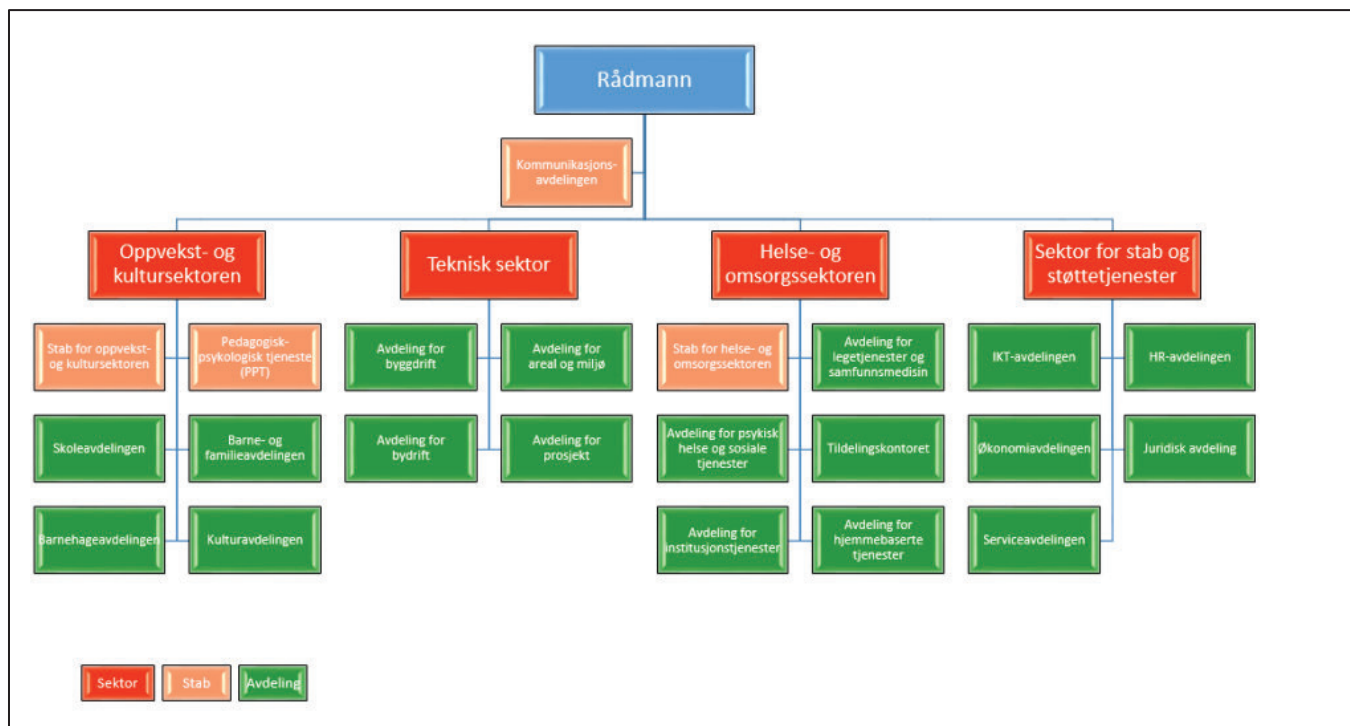 Rådmann
Kommunikasjons-
avdelingen
Oppvekst- og
kultursektoren
Teknisk sektor
Helse- og
omsorgssektoren
Sektor for stab og
støttetjenester
Stab for oppvekst-
og kultursektoren
Pedagogisk-
psykologisk tjeneste
(PPT)
Avdeling for
byggdrift
Avdeling for
areal og miljø
Stab for helse- og
omsorgssektoren
Avdeling for
legetjenester og
samfunnsmedisin
IKT-avdelingen
HR-avdelingen
Skoleavdelingen
Barne- og
familieavdelingen
Avdeling for
bydrift
Avdeling for
prosjekt
Avdeling for psykisk
helse og sosiale
tjenester
Tildelingskontoret
Økonomiavdelingen
Juridisk avdeling
Barnehageavdelingen
Kulturavdelingen
Avdeling for
institusjonstjenester
Avdeling for
hjemmebaserte
tjenester
Serviceavdelingen
Sektor
Stab
Avdeling